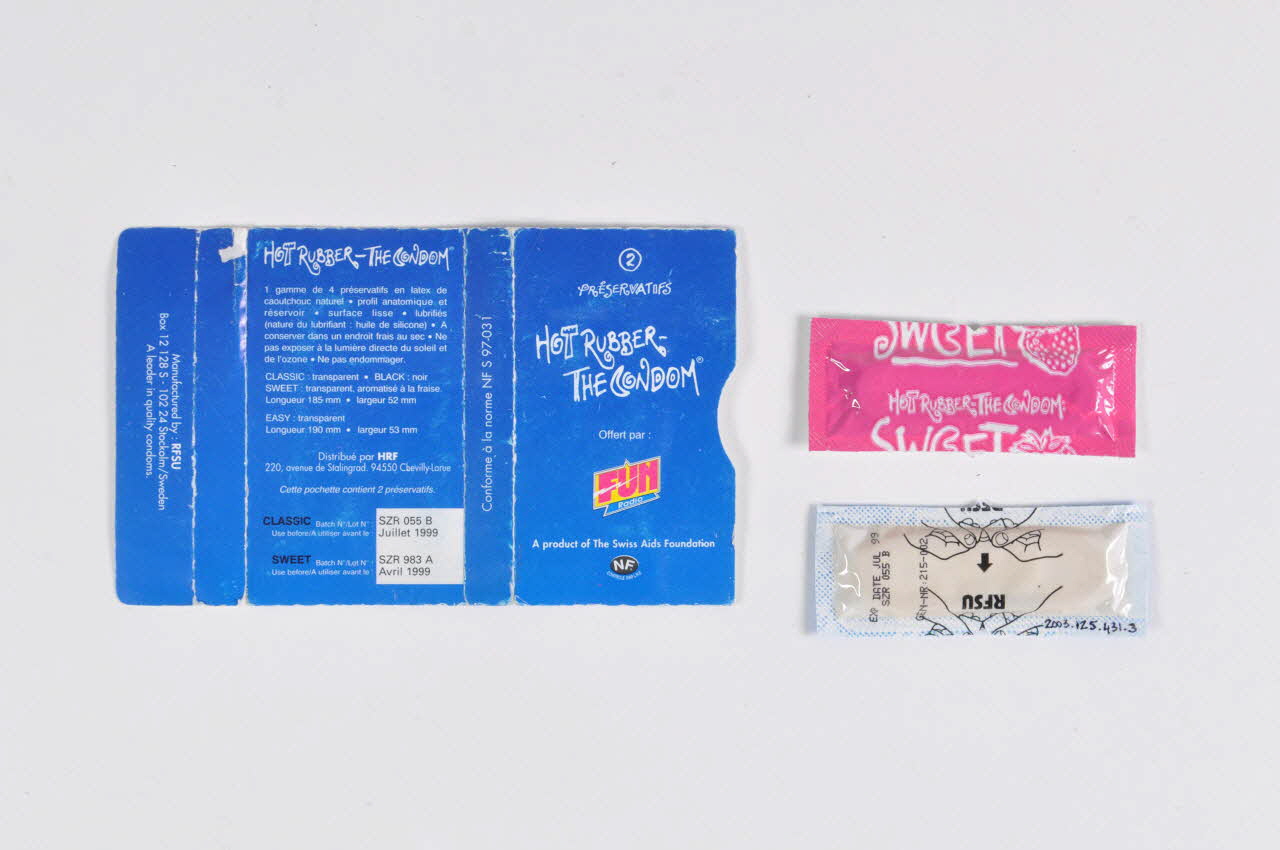 Manufactured by : RFSU
Box 12 128 S - 102 24 Stockolm/Sweden
A leader in quality condoms.
HOT RUBBER-THE CONDOM®
1 gamme de 4 préservatifs en latex de
caoutchouc naturel • profil anatomique et
réservoir • surface lisse • lubrifiés
(nature du lubrifiant : huile de silicone) • A
conserver dans un endroit frais au sec • Ne
pas exposer à la lumière directe du soleil et
de l'ozone • Ne pas endommager.
CLASSIC : transparent • BLACK : noir
SWEET : transparent, aromatisé à la fraise.
Longueur 185 mm • largeur 52 mm
EASY : transparent
Longueur 190 mm • largeur 53 mm
Distribué par HRF
220, avenue de Stalingrad. 94550 Chevilly-Larue
Cette pochette contient 2 préservatifs.
CLASSIC Batch N°/Lot N° : SZR 055 B
Use before/A utiliser avant le : Juillet 1999
SWEET Batch N°/Lot N° : SZR 983 A
Use before/A utiliser avant le : Avril 1999
Conforme à la norme NF S 97-031
2
PRÉSERVATIFS
HOT RUBBER-
THE CONDOM®
Offert par :
FUN
Radio
A product of The Swiss Aids Foundation
NF
SWEET
HOT RUBBER-THE CONDOM
SWEET
RFSU
EXP DATE JUL 99
SZR 055 B
GN-NR:215-002
RFSU
2003.125.431.3